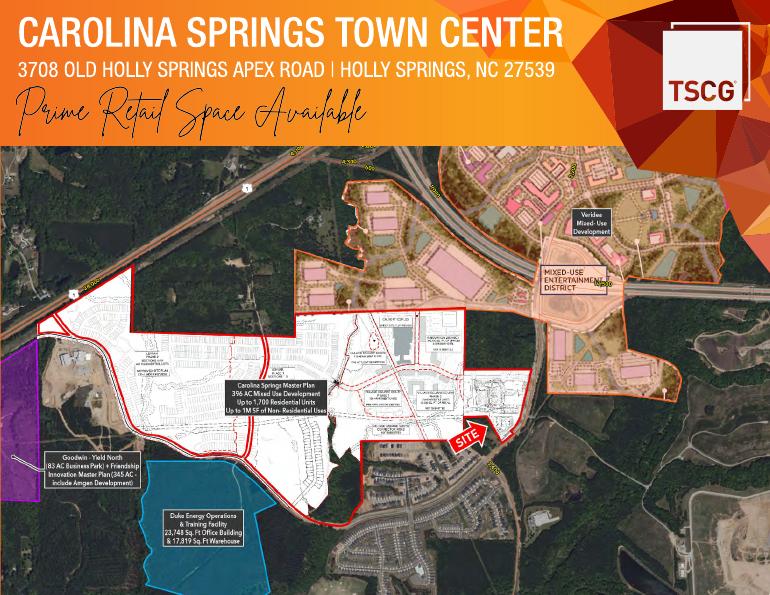 CAROLINA SPRINGS TOWN CENTER
3708 OLD HOLLY SPRINGS APEX ROAD | HOLLY SPRINGS, NC 27539
Prime Retail Space Available
TSCG
Veridea
Mixed- Use
Development
MIXED-USE
ENTERTAINMENT
DISTRICT
1
1
Carolina Springs Master Plan
396 AC Mixed Use Development
Up to 1,700 Residential Units
Up to 1M SF of Non- Residential Uses
SITE
Goodwin - Yield North
(83 AC Business Park) + Friendship
Innovation Master Plan (345 AC -
include Amgen Development)
Duke Energy Operations
& Training Facility
23,748 Sq. Ft Office Building
& 17,819 Sq. Ft Warehouse